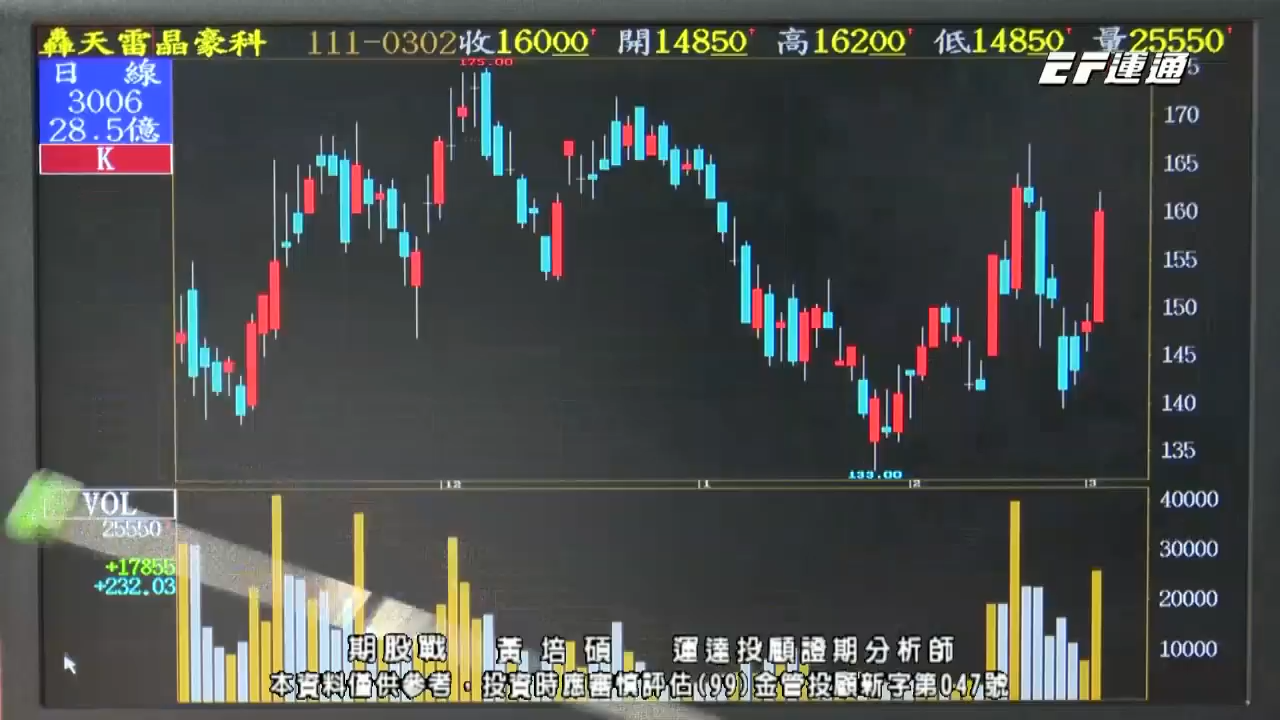 轟天雷晶豪科 111-0302收16000 開14850 高16200 低14850 量25550
EF運通
日 線
3006
28.5億
K
175.00
170
165
160
155
150
145
140
135
133.00
12 1 2 3
VOL
25550
+17855
+232.03
40000
30000
20000
10000
期股戰 黃培碩 運達投顧證期分析師
本資料僅供參考，投資時應審慎評估(99)金管投顧新字第047號